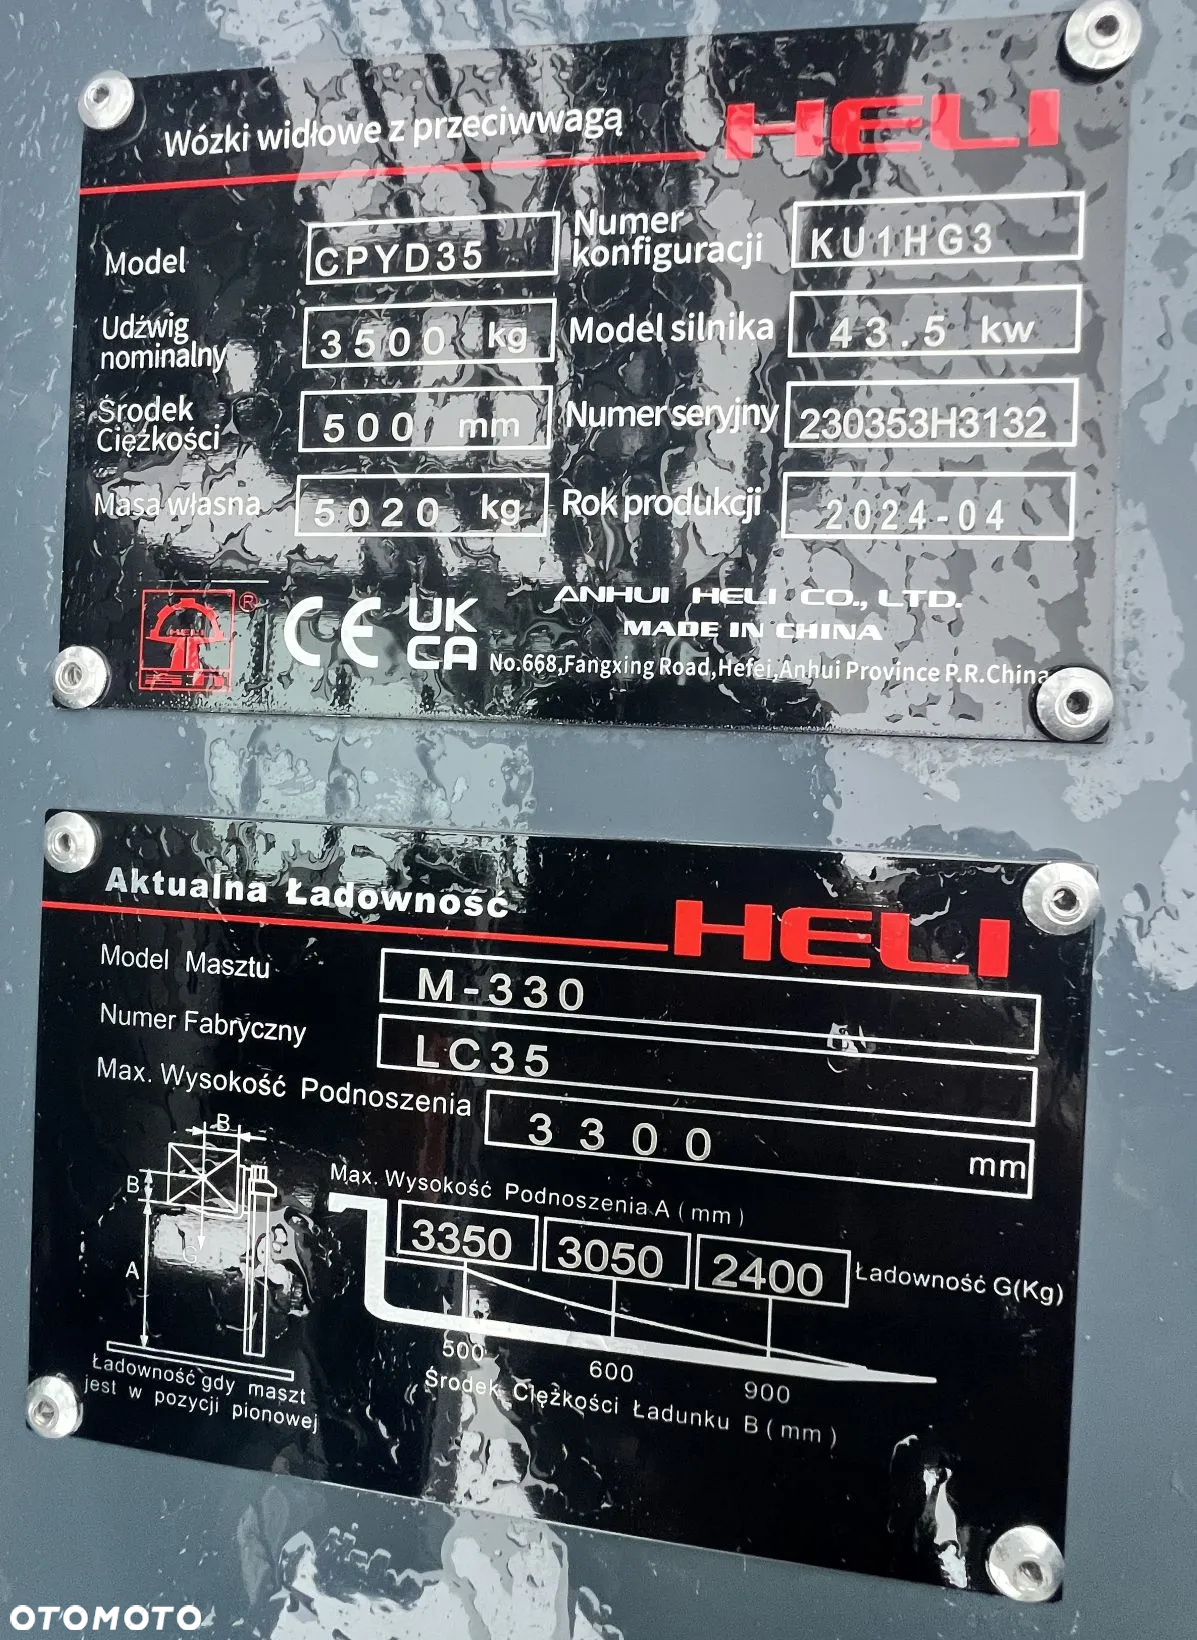 Wózki widłowe z przeciwwagą HELI
Model CPYD35 Numer konfiguracji KU1HG3
Udźwig nominalny 3500 kg Model silnika 43.5 kw
Środek Ciężkości 500 mm Numer seryjny 230353H3132
Masa własna 5020 kg Rok produkcji 2024-04
HELI ® CE UK CA
ANHUI HELI CO., LTD.
MADE IN CHINA
No.668,Fangxing Road,Hefei,Anhui Province P.R.China
Aktualna Ładowność HELI
Model Masztu M-330
Numer Fabryczny LC35
Max. Wysokość Podnoszenia 3300 mm
Max. Wysokość Podnoszenia A ( mm )
3350 3050 2400 Ładowność G(Kg)
500 600 900
Środek Ciężkości Ładunku B ( mm )
B
B
G
A
Ładowność gdy maszt
jest w pozycji pionowej
OTOMOTO